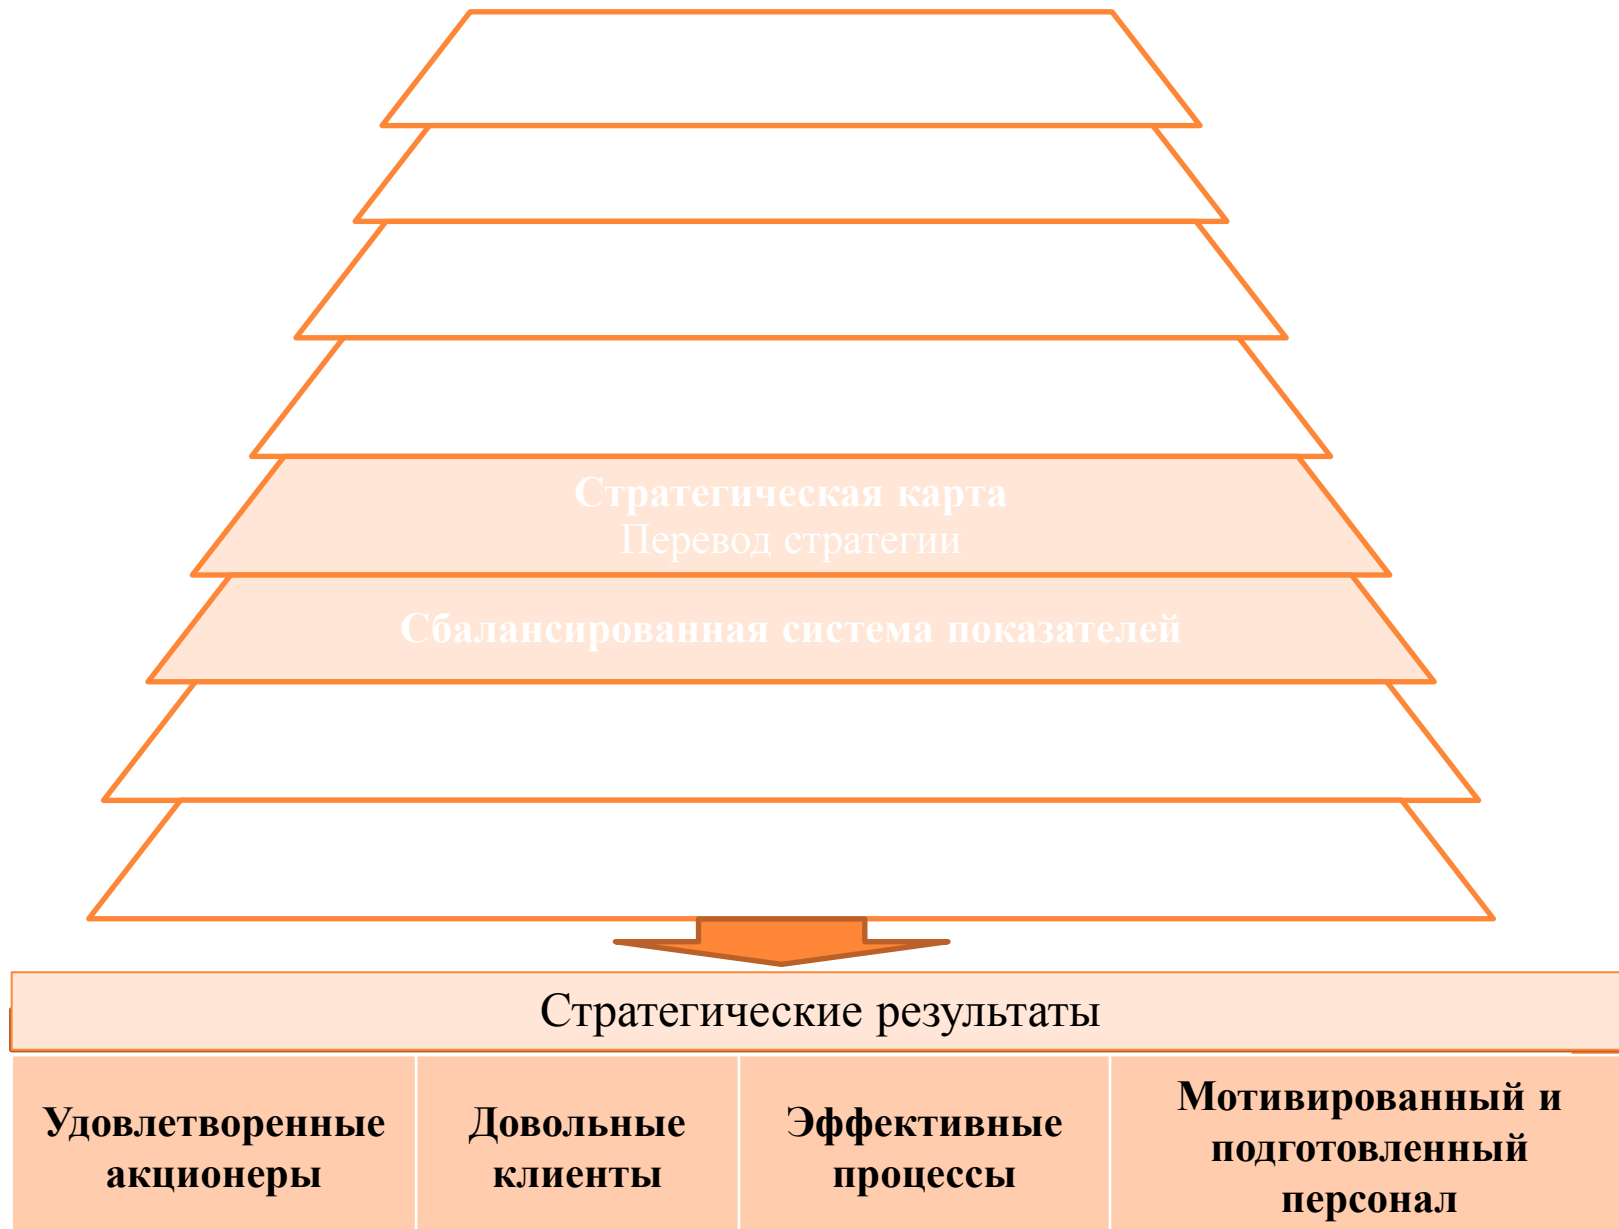 Стратегическая карта
Перевод стратегии
Сбалансированная система показателей
Стратегические результаты
Удовлетворенные
акционеры
Довольные
клиенты
Эффективные
процессы
Мотивированный и
подготовленный
персонал